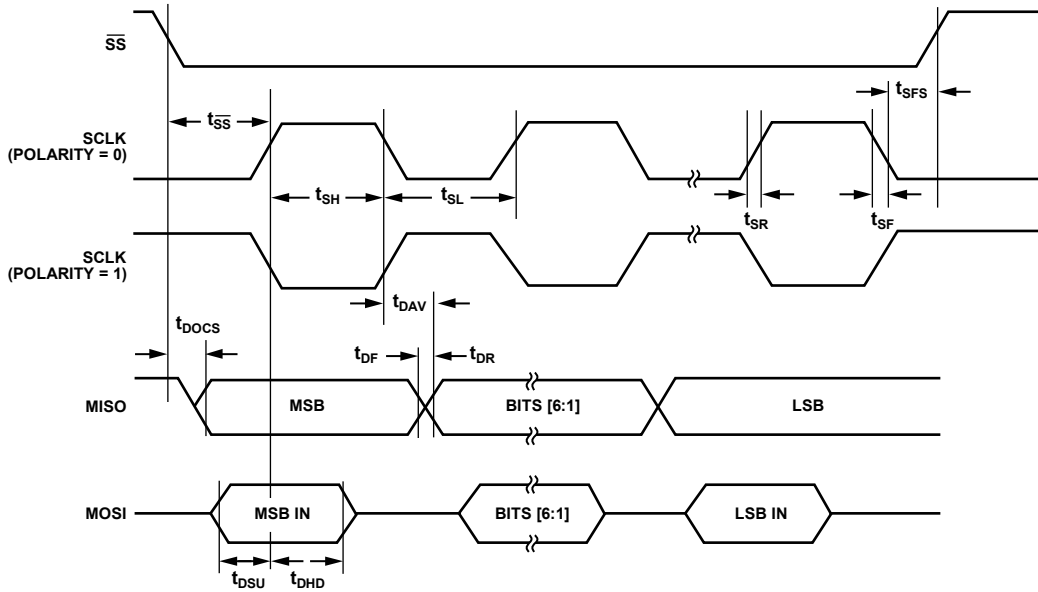 SS
tSFS
tSS
SCLK
(POLARITY = 0)
tSH
tSL
tSR
tSF
SCLK
(POLARITY = 1)
tDAV
tDOCS
tDF
tDR
MISO
MSB
BITS [6:1]
LSB
MOSI
MSB IN
BITS [6:1]
LSB IN
tDSU
tDHD